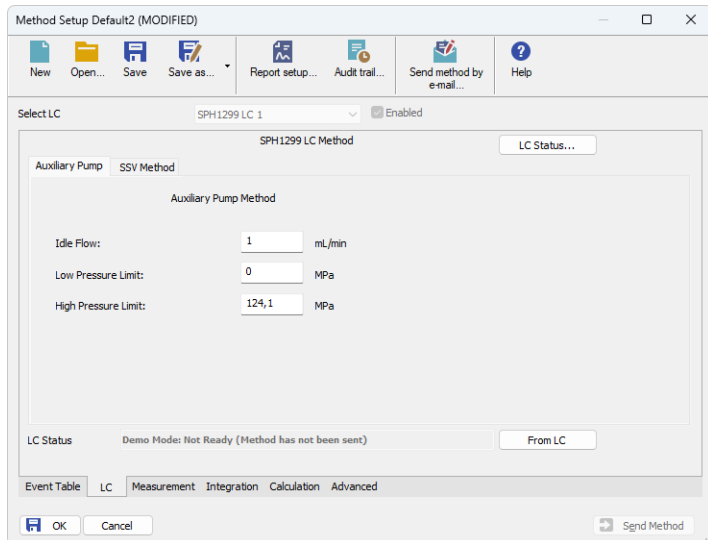 Method Setup Default2 (MODIFIED)
New Open... Save Save as... Report setup... Audit trail... Send method by e-mail... Help
Select LC SPH1299 LC 1 Enabled
SPH1299 LC Method LC Status...
Auxiliary Pump SSV Method
Auxiliary Pump Method
Idle Flow: 1 mL/min
Low Pressure Limit: 0 MPa
High Pressure Limit: 124,1 MPa
LC Status Demo Mode: Not Ready (Method has not been sent) From LC
Event Table LC Measurement Integration Calculation Advanced
OK Cancel Send Method